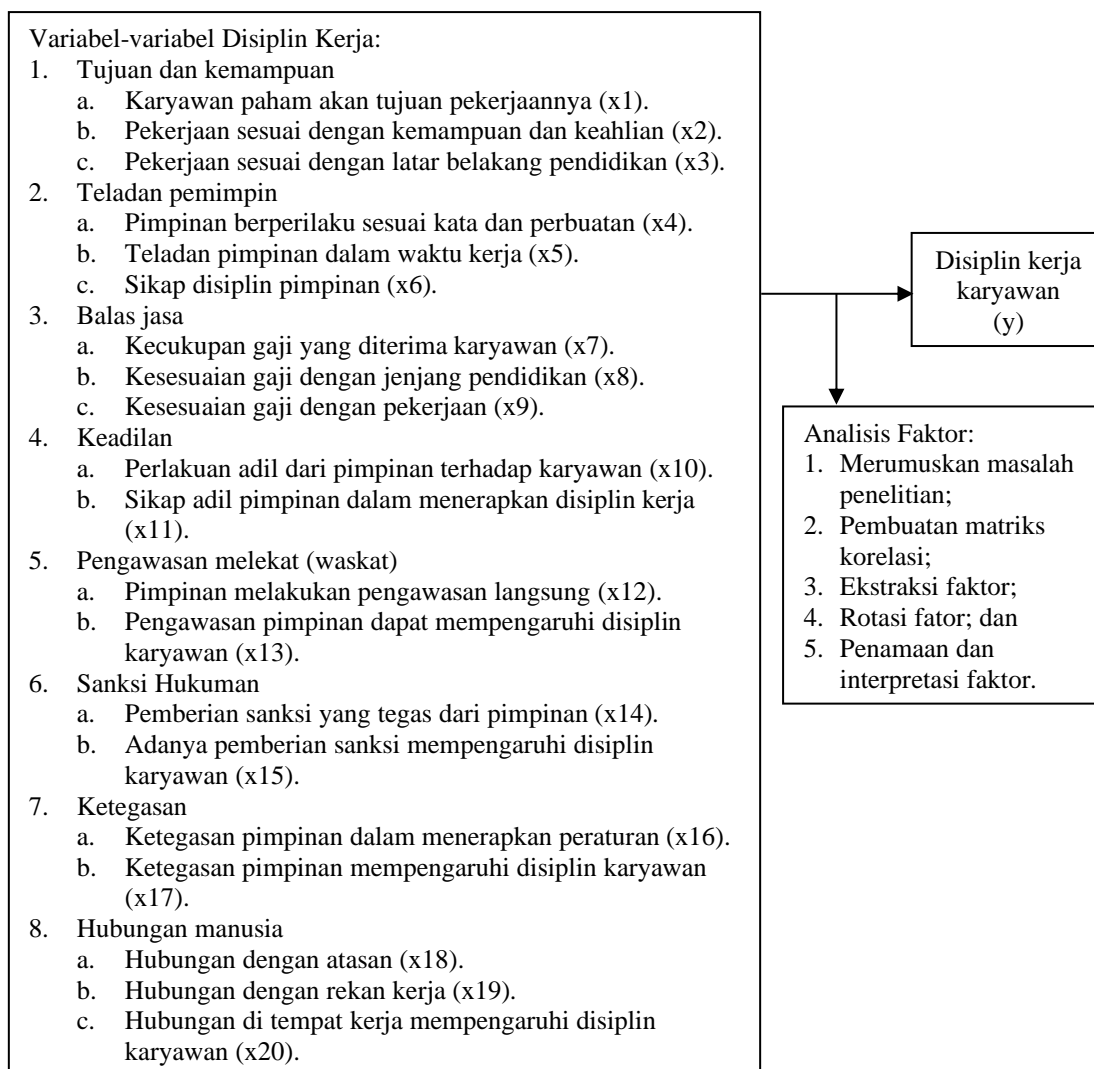 Variabel-variabel Disiplin Kerja:
1. Tujuan dan kemampuan
a. Karyawan paham akan tujuan pekerjaannya (x1).
b. Pekerjaan sesuai dengan kemampuan dan keahlian (x2).
c. Pekerjaan sesuai dengan latar belakang pendidikan (x3).
2. Teladan pemimpin
a. Pimpinan berperilaku sesuai kata dan perbuatan (x4).
b. Teladan pimpinan dalam waktu kerja (x5).
c. Sikap disiplin pimpinan (x6).
3. Balas jasa
a. Kecukupan gaji yang diterima karyawan (x7).
b. Kesesuaian gaji dengan jenjang pendidikan (x8).
c. Kesesuaian gaji dengan pekerjaan (x9).
4. Keadilan
a. Perlakuan adil dari pimpinan terhadap karyawan (x10).
b. Sikap adil pimpinan dalam menerapkan disiplin kerja
(x11).
5. Pengawasan melekat (waskat)
a. Pimpinan melakukan pengawasan langsung (x12).
b. Pengawasan pimpinan dapat mempengaruhi disiplin
karyawan (x13).
6. Sanksi Hukuman
a. Pemberian sanksi yang tegas dari pimpinan (x14).
b. Adanya pemberian sanksi mempengaruhi disiplin
karyawan (x15).
7. Ketegasan
a. Ketegasan pimpinan dalam menerapkan peraturan (x16).
b. Ketegasan pimpinan mempengaruhi disiplin karyawan
(x17).
8. Hubungan manusia
a. Hubungan dengan atasan (x18).
b. Hubungan dengan rekan kerja (x19).
c. Hubungan di tempat kerja mempengaruhi disiplin
karyawan (x20).
Disiplin kerja
karyawan
(y)
Analisis Faktor:
1. Merumuskan masalah
penelitian;
2. Pembuatan matriks
korelasi;
3. Ekstraksi faktor;
4. Rotasi fator; dan
5. Penamaan dan
interpretasi faktor.